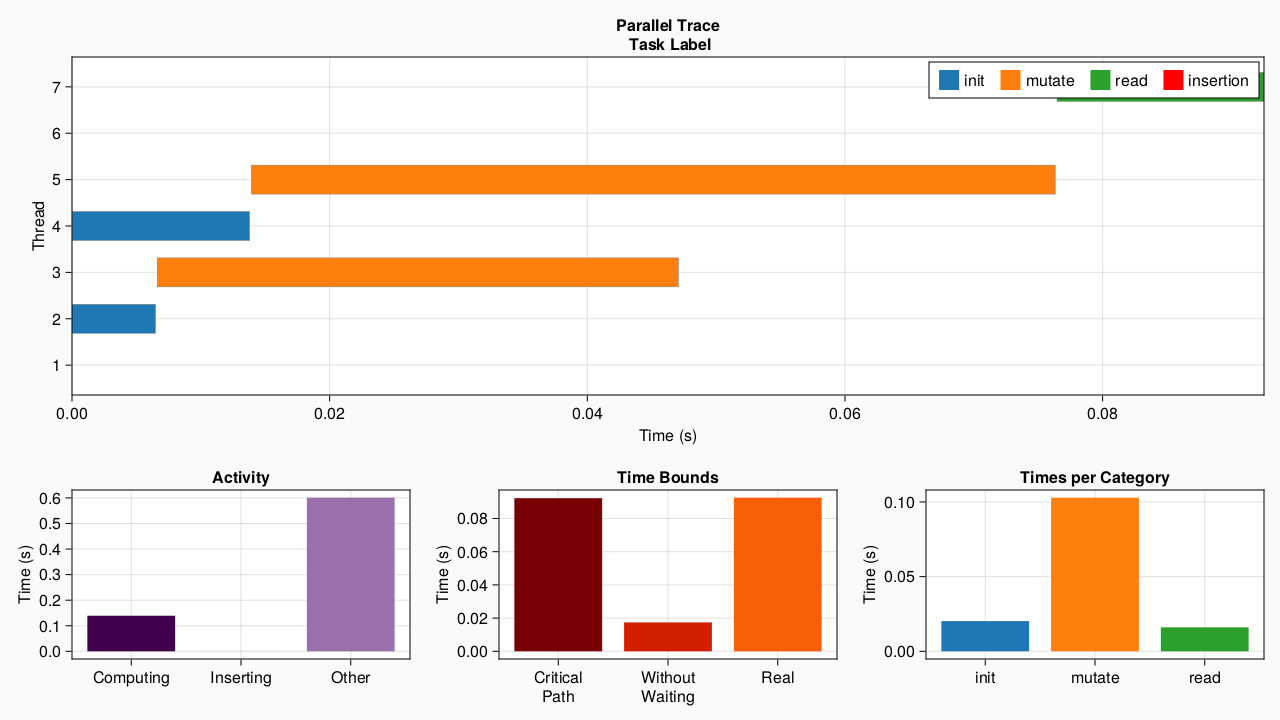 Parallel Trace
Task Label
init mutate read insertion
Thread
7
6
5
4
3
2
1
0.00 0.02 0.04 0.06 0.08
Time (s)
Activity
Time (s)
0.6
0.5
0.4
0.3
0.2
0.1
0.0
Computing Inserting Other
Time Bounds
Time (s)
0.08
0.06
0.04
0.02
0.00
Critical Path
Without Waiting
Real
Times per Category
Time (s)
0.10
0.05
0.00
init mutate read